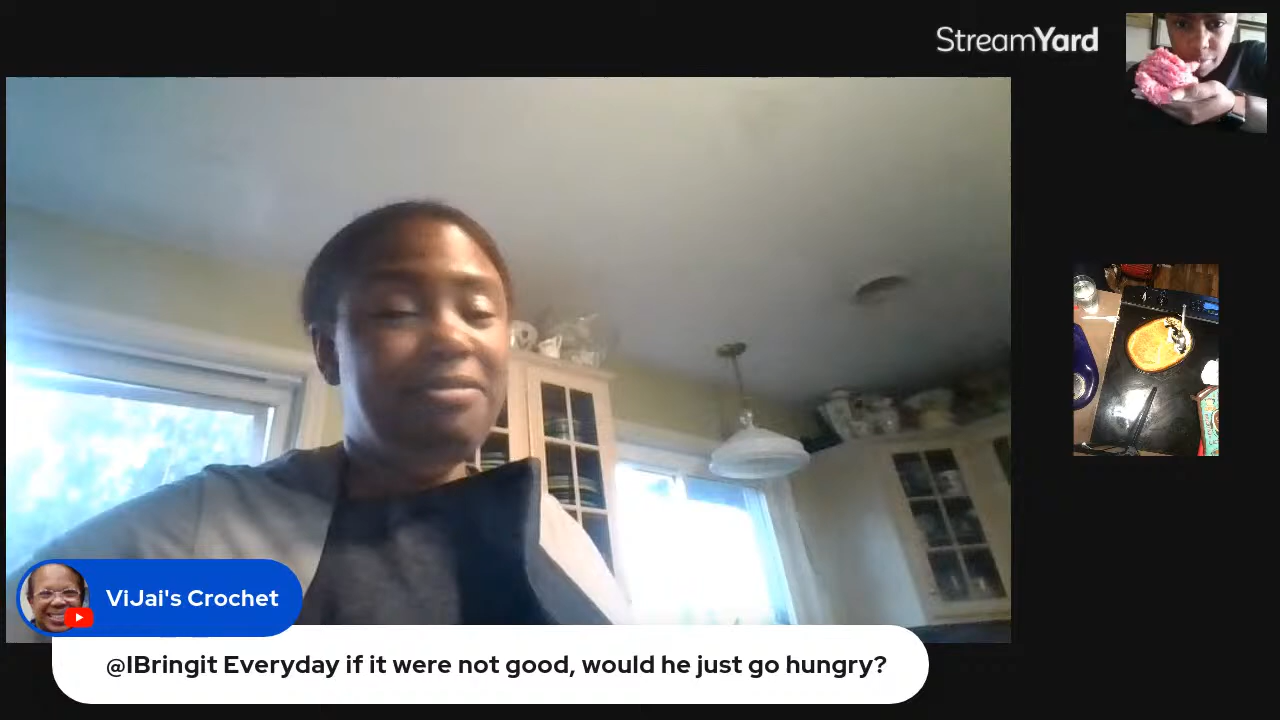 StreamYard
ViJai's Crochet
@IBringit Everyday if it were not good, would he just go hungry?